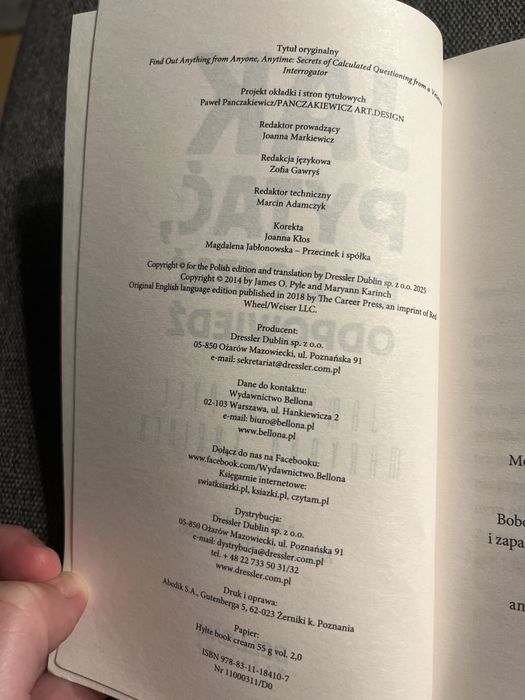 Tytuł oryginalny
Find Out Anything from Anyone, Anytime: Secrets of Calculated Questioning from a
Interrogator
Projekt okładki i stron tytułowych
Paweł Panczakiewicz/PANCZAKIEWICZ ART.DESIGN
Redaktor prowadzący
Joanna Markiewicz
Redakcja językowa
Zofia Gawryś
Redaktor techniczny
Marcin Adamczyk
Korekta
Joanna Kłos
Magdalena Jabłonowska – Przecinek i spółka
Copyright © for the Polish edition and translation by Dressler Dublin sp. z o.o. 2025
Copyright © 2014 by James O. Pyle and Maryann Karinch
Original English language edition published in 2018 by The Career Press, an imprint of Red
Wheel/Weiser LLC.
Producent:
Dressler Dublin sp. z o.o.
05-850 Ożarów Mazowiecki, ul. Poznańska 91
e-mail: sekretariat@dressler.com.pl
Dane do kontaktu:
Wydawnictwo Bellona
02-103 Warszawa, ul. Hankiewicza 2
e-mail: biuro@bellona.pl
www.bellona.pl
Dołącz do nas na Facebooku:
www.facebook.com/Wydawnictwo.Bellona
Księgarnie internetowe:
swiatksiazki.pl, ksiazki.pl, czytam.pl
Dystrybucja:
Dressler Dublin sp. z o.o.
05-850 Ożarów Mazowiecki, ul. Poznańska 91
e-mail: dystrybucja@dressler.com.pl
tel. + 48 22 733 50 31/32
www.dressler.com.pl
Druk i oprawa:
Abedik S.A., Gutenberga 5, 62-023 Żerniki k. Poznania
Papier:
Hylte book cream 55 g vol. 2,0
ISBN 978-83-11-18410-7
Nr 11000311/D0
i zapa
am